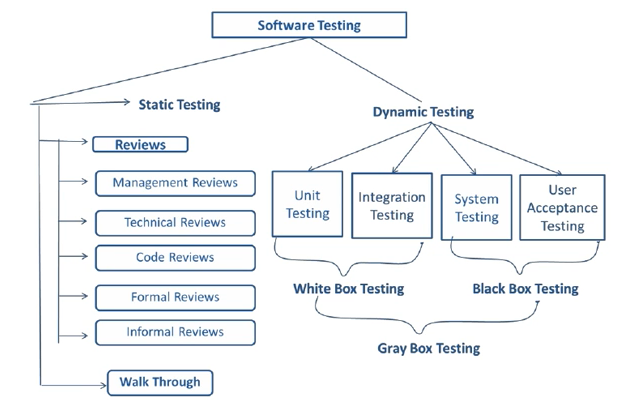 Software Testing
Static Testing
Reviews
Management Reviews
Technical Reviews
Code Reviews
Formal Reviews
Informal Reviews
Walk Through
Dynamic Testing
Unit
Testing
Integration
Testing
System
Testing
User
Acceptance
Testing
White Box Testing
Black Box Testing
Gray Box Testing